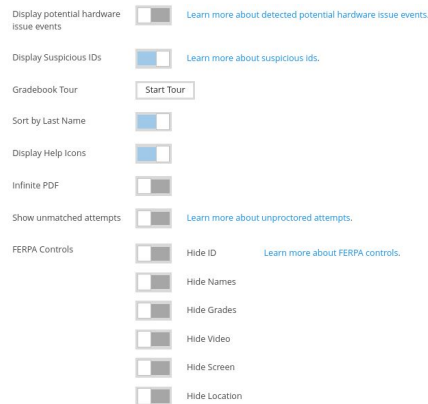 Display potential hardware
issue events
Learn more about detected potential hardware issue events
Display Suspicious IDs
Learn more about suspicious ids.
Gradebook Tour
Start Tour
Sort by Last Name
Display Help Icons
Infinite PDF
Show unmatched attempts
Learn more about unproctored attempts.
FERPA Controls
Hide ID
Learn more about FERPA controls.
Hide Names
Hide Grades
Hide Video
Hide Screen
Hide Location